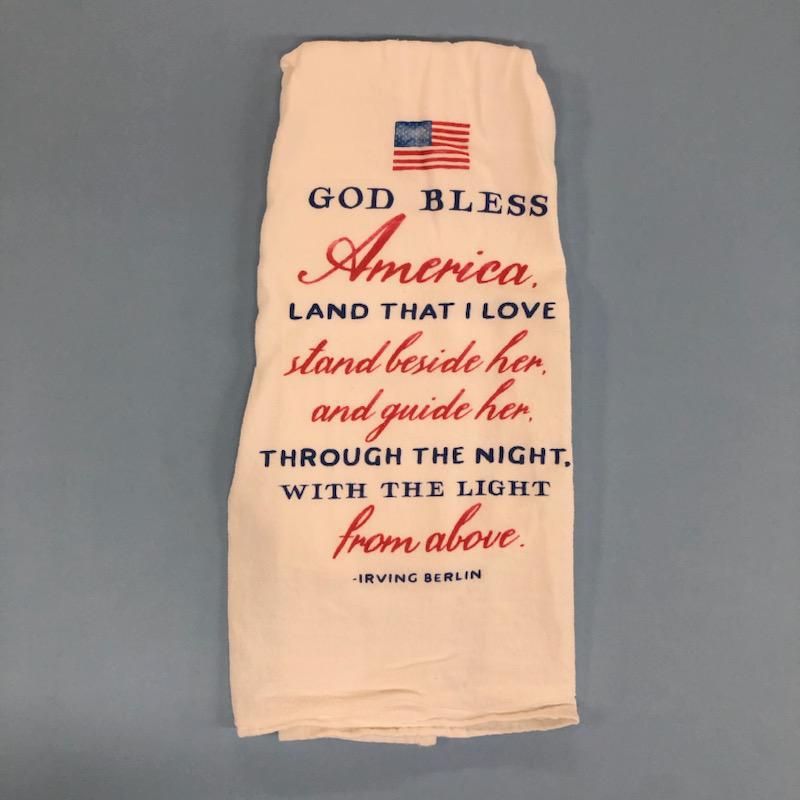 GOD BLESS
America,
LAND THAT I LOVE
stand beside her,
and guide her,
THROUGH THE NIGHT,
WITH THE LIGHT
from above.
-IRVING BERLIN